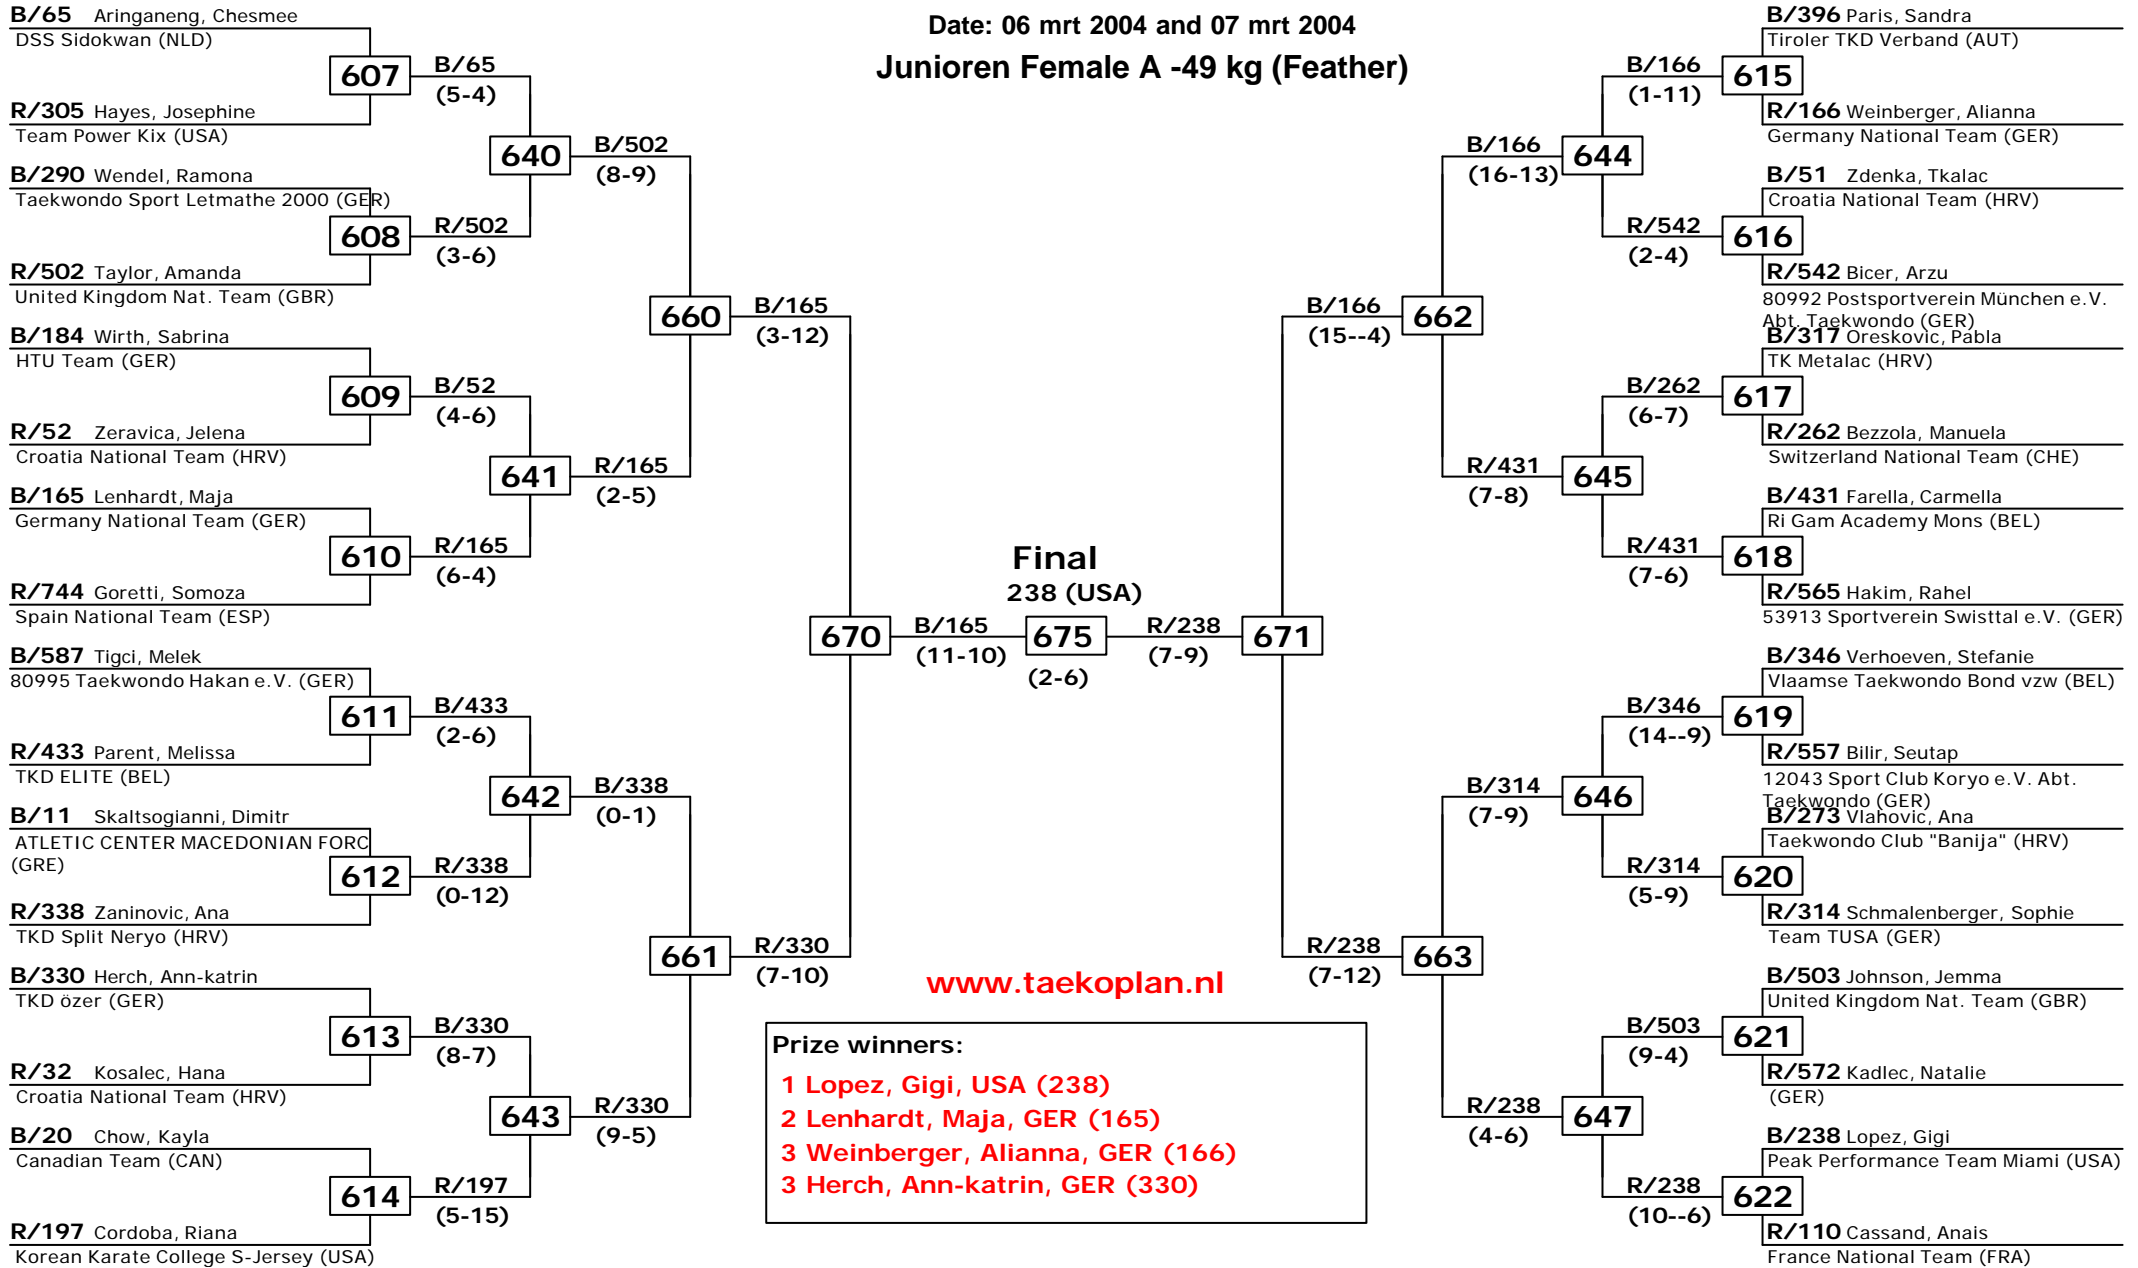 Date: 06 mrt 2004 and 07 mrt 2004
Junioren Female A -49 kg (Feather)
B/65 Aringaneng, Chesmee
DSS Sidokwan (NLD)
607
R/305 Hayes, Josephine
Team Power Kix (USA)
B/290 Wendel, Ramona
Taekwondo Sport Letmathe 2000 (GER)
608
R/502 Taylor, Amanda
United Kingdom Nat. Team (GBR)
B/184 Wirth, Sabrina
HTU Team (GER)
609
R/52 Zeravica, Jelena
Croatia National Team (HRV)
B/165 Lenhardt, Maja
Germany National Team (GER)
610
R/744 Goretti, Somoza
Spain National Team (ESP)
B/587 Tigci, Melek
80995 Taekwondo Hakan e.V. (GER)
611
R/433 Parent, Melissa
TKD ELITE (BEL)
B/11 Skaltsogianni, Dimitr
ATLETIC CENTER MACEDONIAN FORC
(GRE)
612
R/338 Zaninovic, Ana
TKD Split Neryo (HRV)
B/330 Herch, Ann-katrin
TKD özer (GER)
613
R/32 Kosalec, Hana
Croatia National Team (HRV)
B/20 Chow, Kayla
Canadian Team (CAN)
614
R/197 Cordoba, Riana
Korean Karate College S-Jersey (USA)
B/65
(5-4)
640
R/502
(3-6)
B/52
(4-6)
641
R/165
(6-4)
B/433
(2-6)
642
R/338
(0-12)
B/330
(8-7)
643
R/197
(5-15)
B/502
(8-9)
660
R/165
(2-5)
B/338
(0-1)
661
R/330
(9-5)
B/165
(3-12)
670
R/330
(7-10)
B/165
(11-10)
Final
238 (USA)
675
(2-6)
R/238
(7-9)
B/166
(15--4)
671
R/238
(7-12)
B/166
(16-13)
662
R/431
(7-8)
B/314
(7-9)
663
R/238
(4-6)
B/166
(1-11)
644
R/542
(2-4)
B/262
(6-7)
645
R/431
(7-6)
B/346
(14--9)
646
R/314
(5-9)
B/503
(9-4)
647
R/238
(10--6)
B/396 Paris, Sandra
Tiroler TKD Verband (AUT)
615
R/166 Weinberger, Alianna
Germany National Team (GER)
B/51 Zdenka, Tkalac
Croatia National Team (HRV)
616
R/542 Bicer, Arzu
80992 Postsportverein München e.V.
Abt. Taekwondo (GER)
B/317 Oreskovic, Pabla
TK Metalac (HRV)
617
R/262 Bezzola, Manuela
Switzerland National Team (CHE)
B/431 Farella, Carmella
Ri Gam Academy Mons (BEL)
618
R/565 Hakim, Rahel
53913 Sportverein Swisttal e.V. (GER)
B/346 Verhoeven, Stefanie
Vlaamse Taekwondo Bond vzw (BEL)
619
R/557 Bilir, Seutap
12043 Sport Club Koryo e.V. Abt.
Taekwondo (GER)
B/273 Vlahovic, Ana
Taekwondo Club "Banija" (HRV)
620
R/314 Schmalenberger, Sophie
Team TUSA (GER)
B/503 Johnson, Jemma
United Kingdom Nat. Team (GBR)
621
R/572 Kadlec, Natalie
(GER)
B/238 Lopez, Gigi
Peak Performance Team Miami (USA)
622
R/110 Cassand, Anais
France National Team (FRA)
www.taekoplan.nl
Prize winners:
1 Lopez, Gigi, USA (238)
2 Lenhardt, Maja, GER (165)
3 Weinberger, Alianna, GER (166)
3 Herch, Ann-katrin, GER (330)